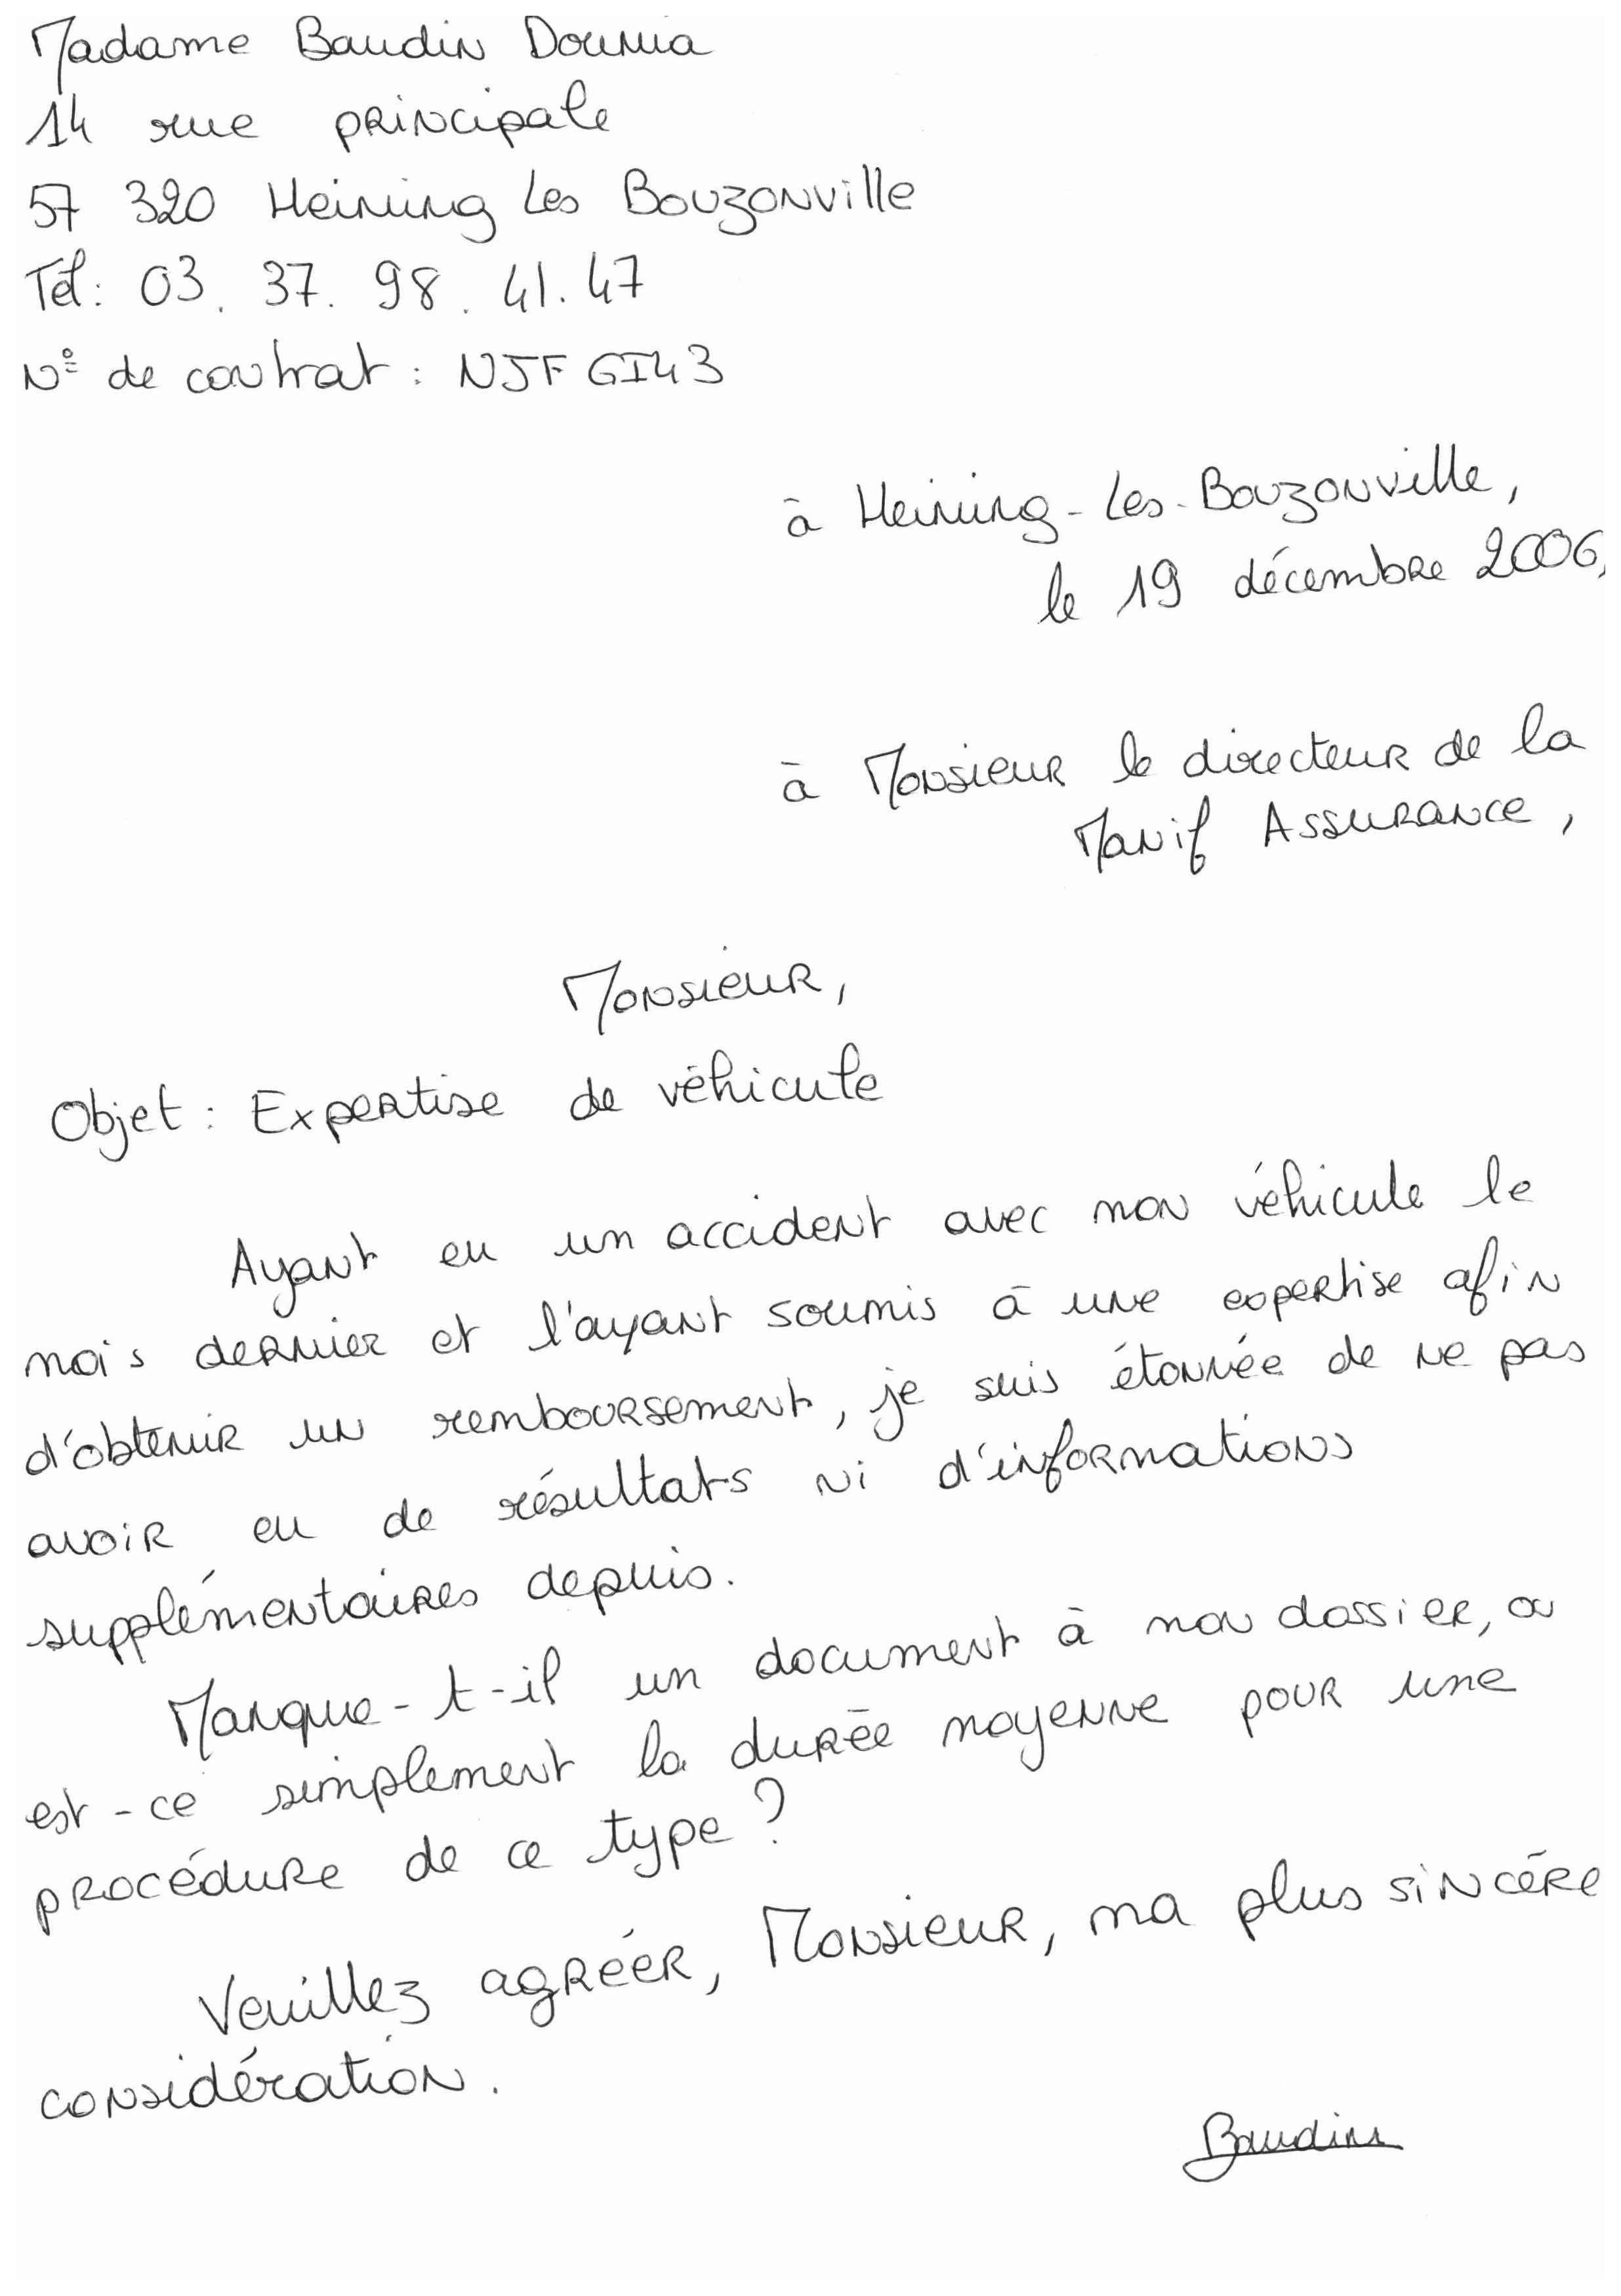 Madame Baudin Dounia
14 rue principale
57 320 Heining Les Bouzonville
Tél : 03. 37. 98. 41. 47
N° de contrat : NJFGI43
à Heining-Les-Bouzonville,
le 19 décembre 2006,
à Monsieur le directeur de la
Manif Assurance,
Monsieur,
Objet : Expertise de véhicule
Ayant eu un accident avec mon véhicule le
mois dernier et l'ayant soumis à une expertise afin
d'obtenir un remboursement, je suis étonnée de ne pas
avoir eu de résultats ni d'informations
supplémentaires depuis.
Manque-t-il un document à mon dossier, ou
est-ce simplement la durée moyenne pour une
procédure de ce type ?
Veuillez agréer, Monsieur, ma plus sincère
considération.
Baudin